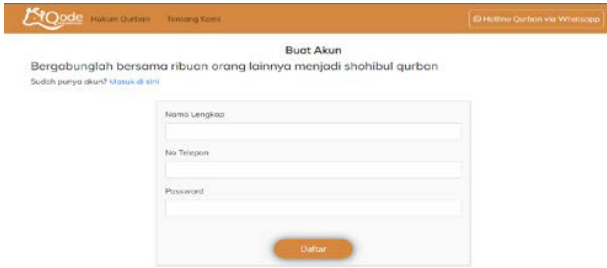 Qode Hukum Qurban Tentang Kami Hotline Qurban via Whatsapp
Buat Akun
Bergabunglah bersama ribuan orang lainnya menjadi shohibul qurban
Sudah punya akun? Masuk di sini
Nama Lengkap
No Telepon
Password
Daftar